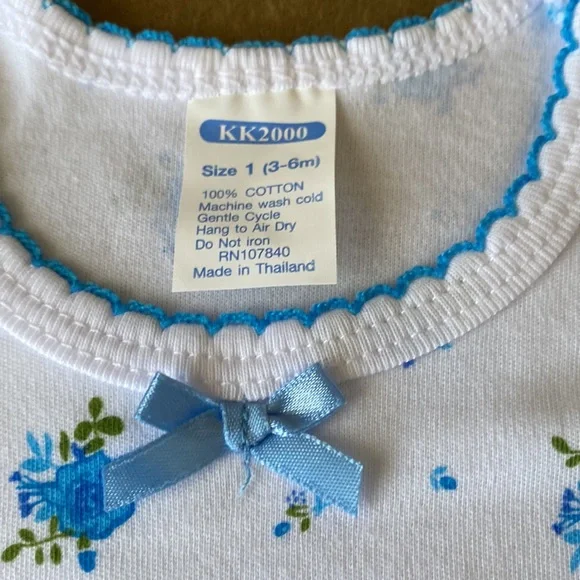 KK2000
Size 1 (3-6m)
100% COTTON
Machine wash cold
Gentle Cycle
Hang to Air Dry
Do Not iron
RN107840
Made in Thailand